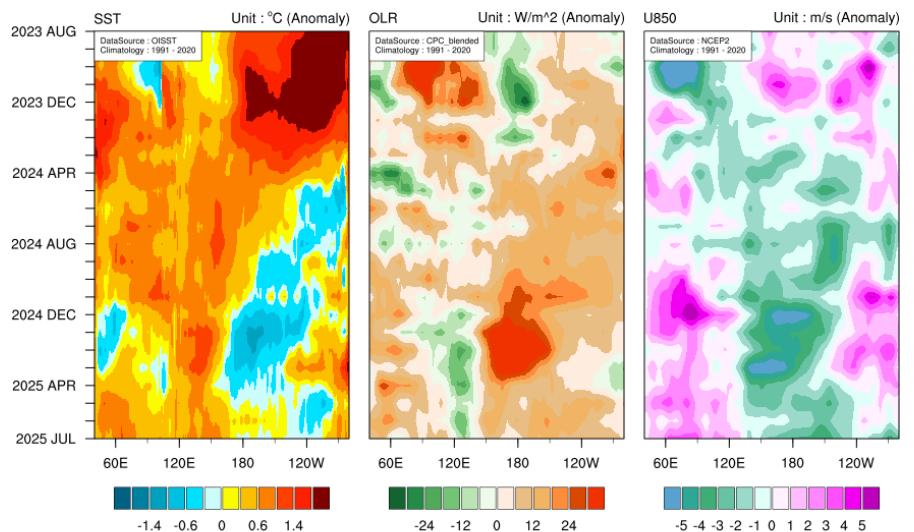 SST Unit : °C (Anomaly)
OLR Unit : W/m^2 (Anomaly)
U850 Unit : m/s (Anomaly)
DataSource : OISST
Climatology : 1991 - 2020
DataSource : CPC_blended
Climatology : 1991 - 2020
DataSource : NCEP2
Climatology : 1991 - 2020
2023 AUG
2023 DEC
2024 APR
2024 AUG
2024 DEC
2025 APR
2025 JUL
60E 120E 180 120W
60E 120E 180 120W
60E 120E 180 120W
-1.4 -0.6 0 0.6 1.4
-24 -12 0 12 24
-5 -4 -3 -2 -1 0 1 2 3 4 5